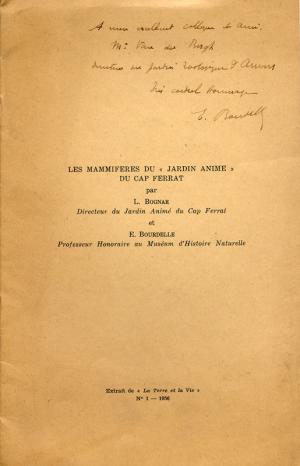 A mon excellent collègue et ami
Mr Van den Bergh
directeur du Jardin Zoologique d'Anvers
très cordial hommage
E. Bourdelle
LES MAMMIFERES DU « JARDIN ANIME »
DU CAP FERRAT
par
L. BOGNAR
Directeur du Jardin Animé du Cap Ferrat
et
E. BOURDELLE
Professeur Honoraire au Muséum d'Histoire Naturelle
Extrait de « La Terre et la Vie »
N° 1 — 1956